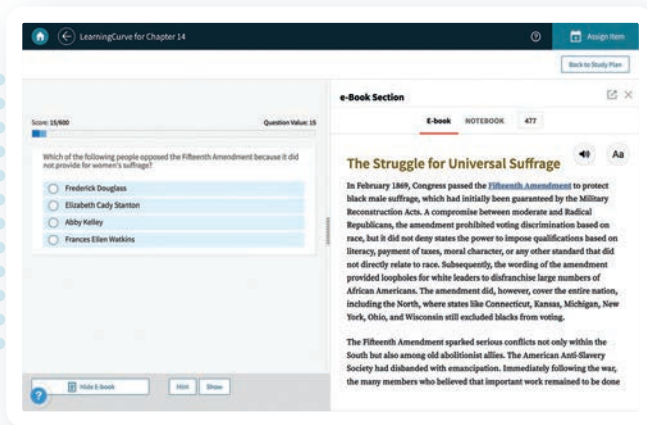 LearningCurve for Chapter 14
Assign Item
Back to Study Plan
Score: 15/600
Question Value: 15
Which of the following people opposed the Fifteenth Amendment because it did
not provide for women's suffrage?
Frederick Douglass
Elizabeth Cady Stanton
Abby Kelley
Frances Ellen Watkins
Hide E-book
Hint
Show
?
e-Book Section
E-book
NOTEBOOK
477
The Struggle for Universal Suffrage
Aa
In February 1869, Congress passed the Fifteenth Amendment to protect
black male suffrage, which had initially been guaranteed by the Military
Reconstruction Acts. A compromise between moderate and Radical
Republicans, the amendment prohibited voting discrimination based on
race, but it did not deny states the power to impose qualifications based on
literacy, payment of taxes, moral character, or any other standard that did
not directly relate to race. Subsequently, the wording of the amendment
provided loopholes for white leaders to disfranchise large numbers of
African Americans. The amendment did, however, cover the entire nation,
including the North, where states like Connecticut, Kansas, Michigan, New
York, Ohio, and Wisconsin still excluded blacks from voting.
The Fifteenth Amendment sparked serious conflicts not only within the
South but also among old abolitionist allies. The American Anti-Slavery
Society had disbanded with emancipation. Immediately following the war,
the many members who believed that important work remained to be done